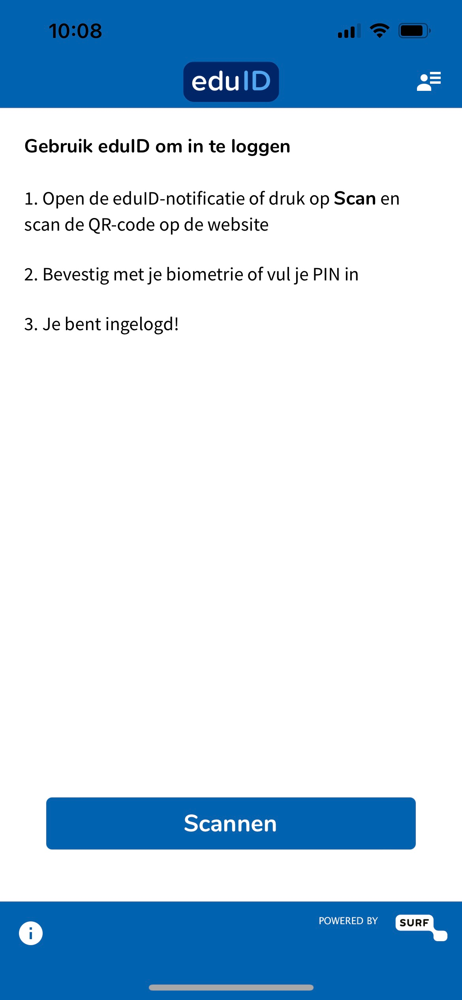 10:08
eduID
Gebruik eduID om in te loggen
1. Open de eduID-notificatie of druk op Scan en
scan de QR-code op de website
2. Bevestig met je biometrie of vul je PIN in
3. Je bent ingelogd!
Scannen
POWERED BY SURF